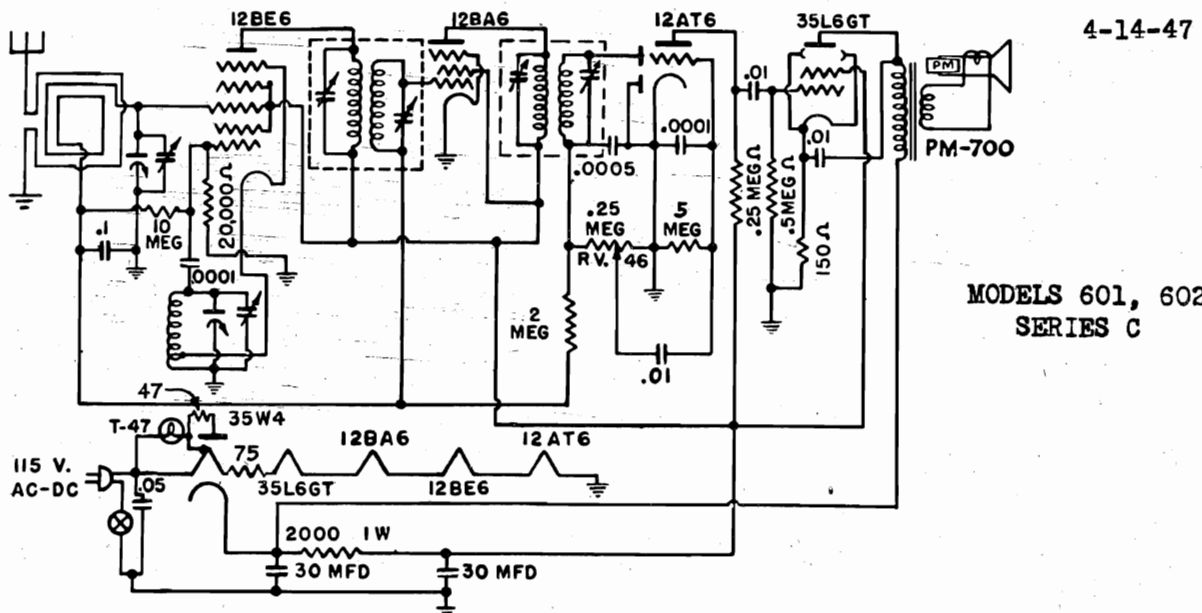 12BE6
12BA6
12AT6
35L6GT
4-14-47
PM
PM-700
.01
.01
.0001
.0005
.25 MEG Ω
.5 MEG Ω
150 Ω
.1
10
MEG
20,000 Ω
.0001
.25
MEG
RV. 46
5
MEG
2
MEG
.01
MODELS 601, 602
SERIES C
47
T-47
35W4
75
35L6GT
12BA6
12BE6
12AT6
115 V.
AC-DC
.05
2000 1W
30 MFD
30 MFD